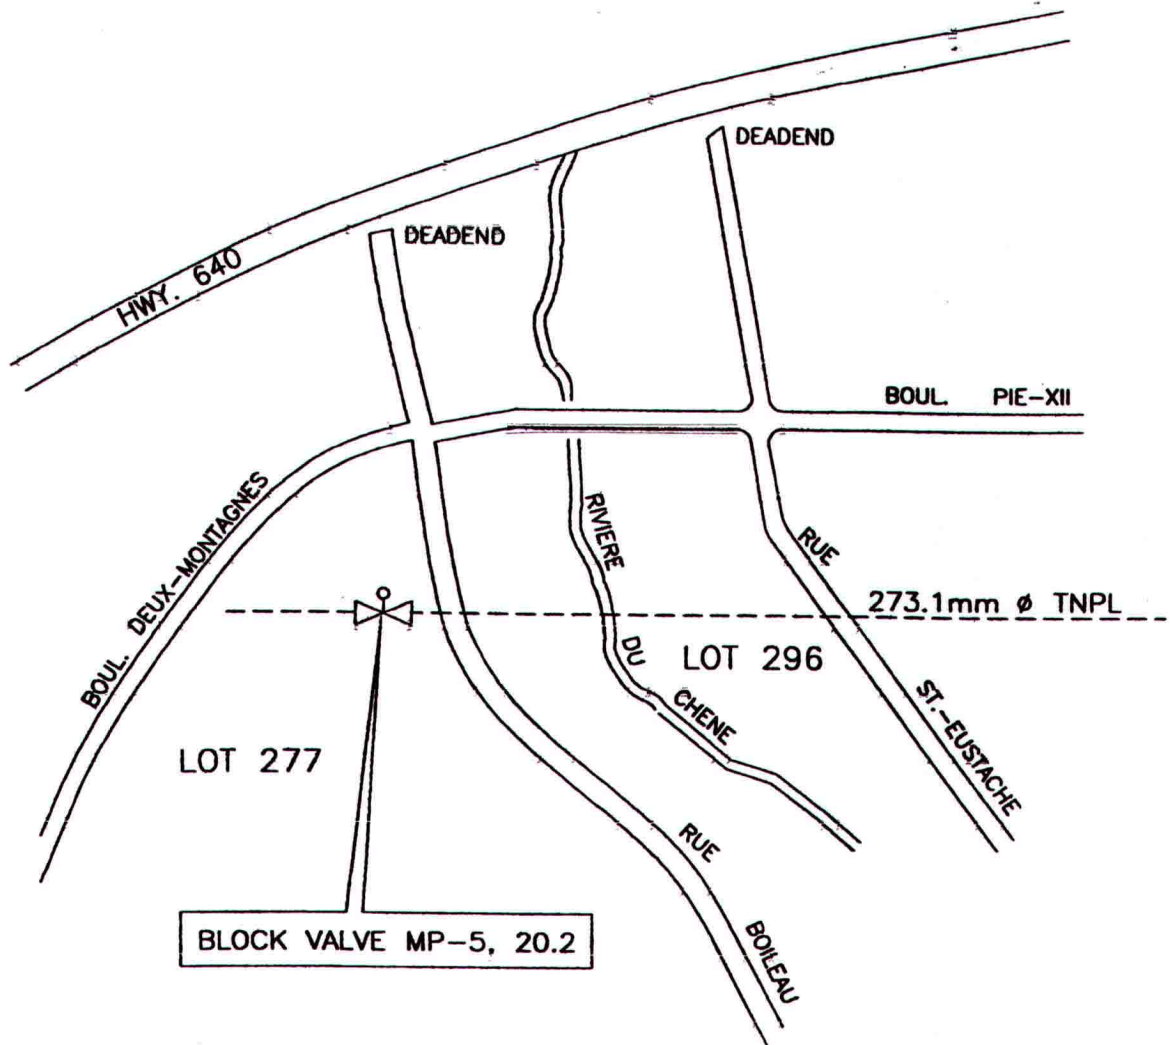 DEADEND
DEADEND
HWY. 640
BOUL. PIE-XII
BOUL. DEUX-MONTAGNES
RIVIERE DU CHENE
RUE ST.-EUSTACHE
273.1mm ø TNPL
LOT 296
LOT 277
RUE BOILEAU
BLOCK VALVE MP-5, 20.2